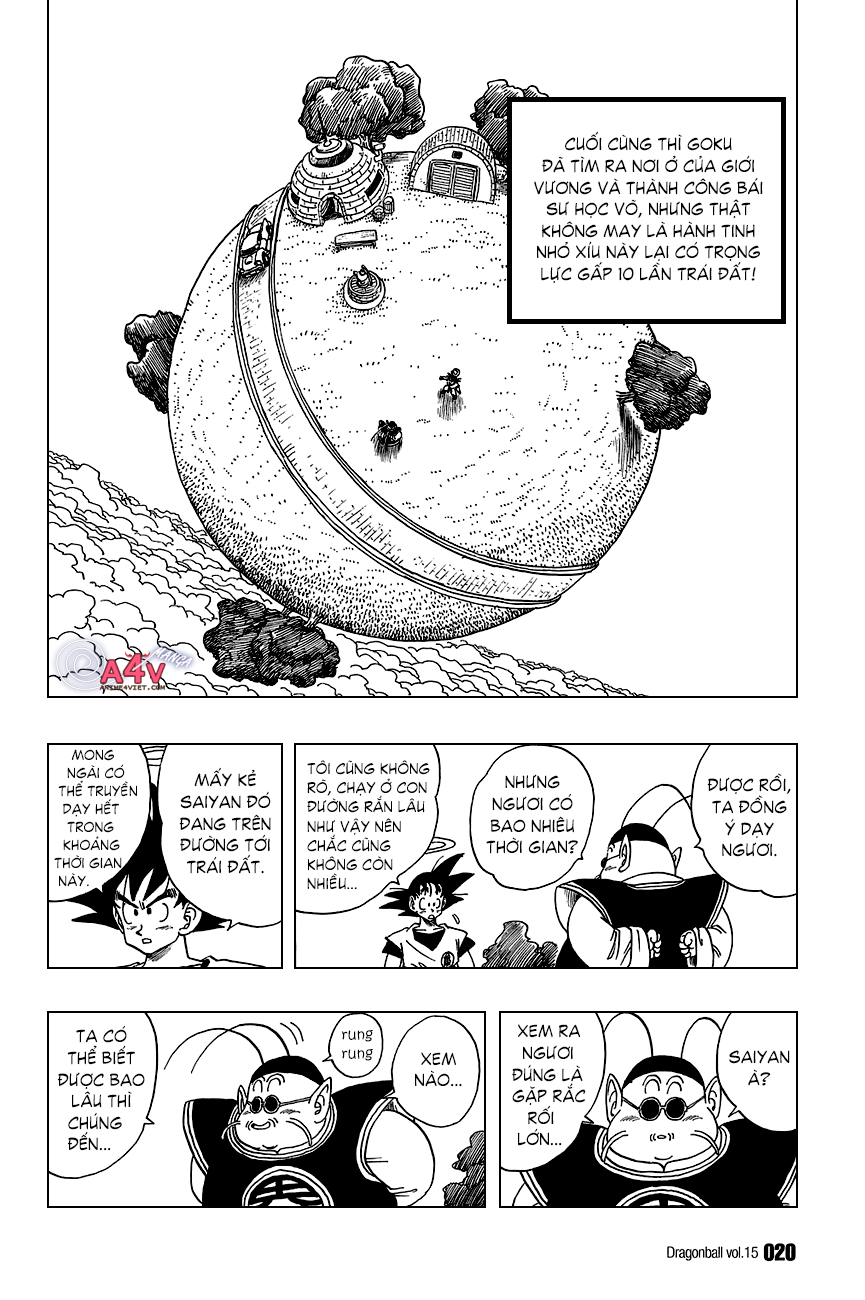 CUỐI CÙNG THÌ GOKU
ĐÃ TÌM RA NƠI Ở CỦA GIỚI
VƯƠNG VÀ THÀNH CÔNG BÁI
SƯ HỌC VÕ, NHƯNG THẬT
KHÔNG MAY LÀ HÀNH TINH
NHỎ XÍU NÀY LẠI CÓ TRỌNG
LỰC GẤP 10 LẦN TRÁI ĐẤT!
A4V
MANGA
ANIME4VIET.COM
ĐƯỢC RỒI,
TA ĐỒNG
Ý DẠY
NGƯƠI.
NHƯNG
NGƯƠI CÓ
BAO NHIÊU
THỜI GIAN?
TÔI CŨNG KHÔNG
RÕ, CHẠY Ở CON
ĐƯỜNG RẮN LÂU
NHƯ VẬY NÊN
CHẮC CŨNG
KHÔNG CÒN
NHIỀU...
MẤY KẺ
SAIYAN ĐÓ
ĐANG TRÊN
ĐƯỜNG TỚI
TRÁI ĐẤT.
MONG
NGÀI CÓ
THỂ TRUYỀN
DẠY HẾT
TRONG
KHOẢNG
THỜI GIAN
NÀY.
SAIYAN
À?
XEM RA
NGƯƠI
ĐÚNG LÀ
GẶP RẮC
RỐI
LỚN...
XEM
NÀO...
rung
rung
TA CÓ
THỂ BIẾT
ĐƯỢC BAO
LÂU THÌ
CHÚNG
ĐẾN...
Dragonball vol.15 020